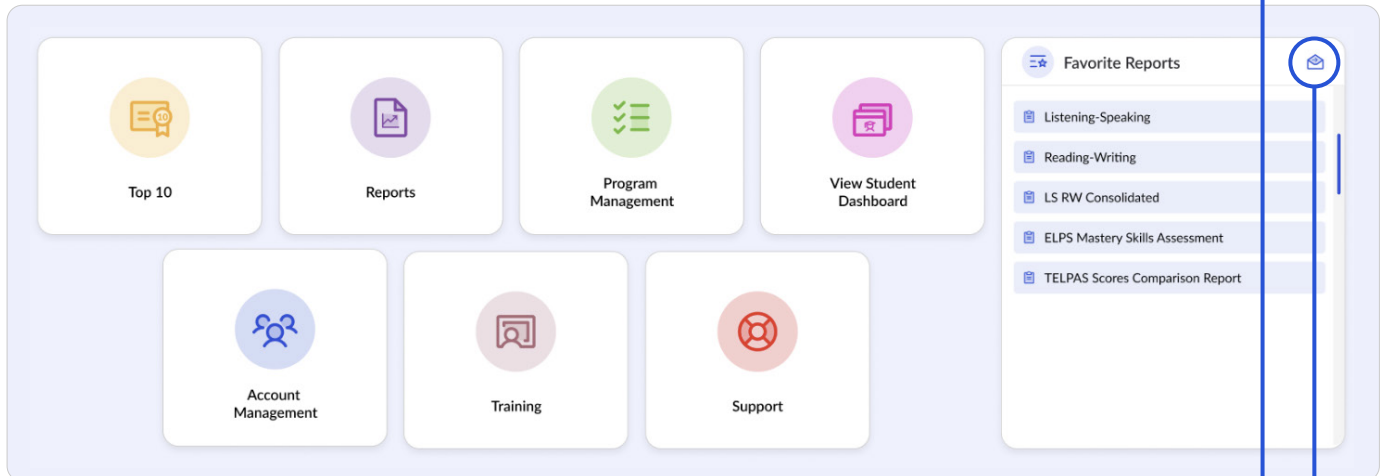 Top 10
Reports
Program
Management
View Student
Dashboard
Account
Management
Training
Support
Favorite Reports
Listening-Speaking
Reading-Writing
LS RW Consolidated
ELPS Mastery Skills Assessment
TELPAS Scores Comparison Report
10